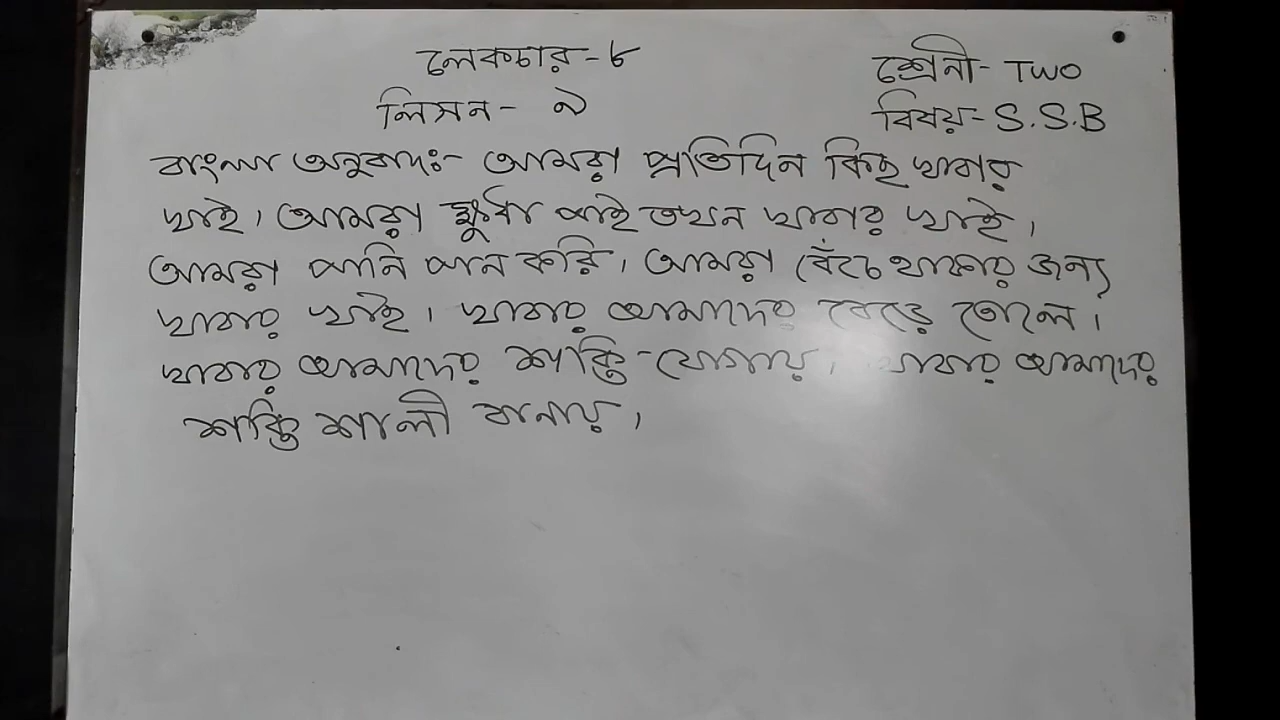 লেকচার - ৮
শ্রেনী - TWO
লিসন - ৯
বিষয় - S.S.B
বাংলা অনুবাদঃ- আমরা প্রতিদিন কিছু খাবার
খাই। আমরা ক্ষুধা পাই তখন খাবার খাই।
আমরা পানি পান করি। আমরা বেঁচে থাকার জন্য
খাবার খাই। খাবার আমাদের বেড়ে তোলে।
খাবার আমাদের শক্তি - যোগায়। খাবার আমাদের
শক্তি শালী বানায়।